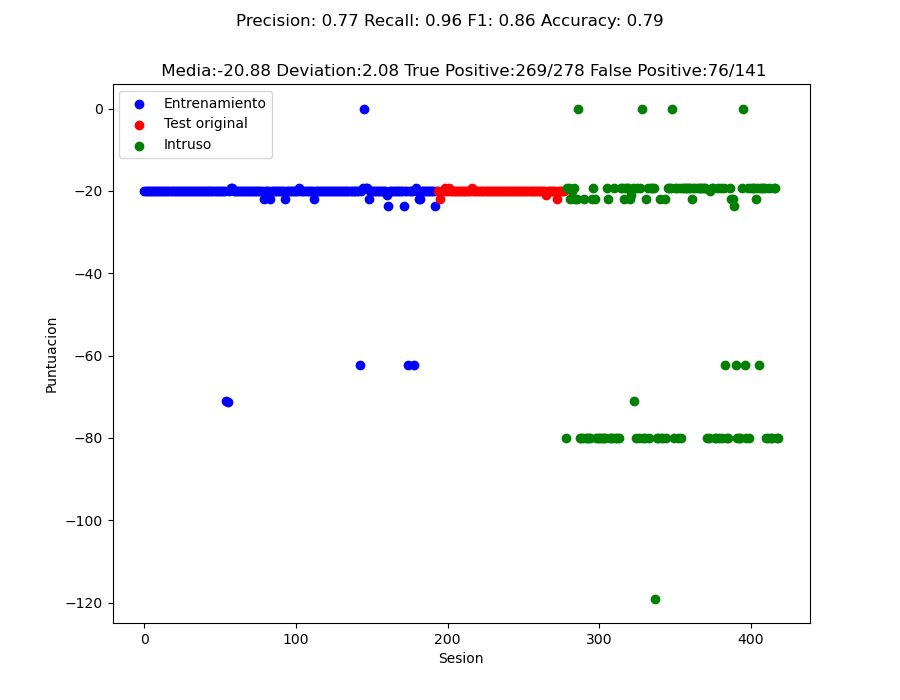 Precision: 0.77 Recall: 0.96 F1: 0.86 Accuracy: 0.79
Media:-20.88 Deviation:2.08 True Positive:269/278 False Positive:76/141
Entrenamiento
Test original
Intruso
0
−20
−40
−60
−80
−100
−120
Puntuacion
0 100 200 300 400
Sesion